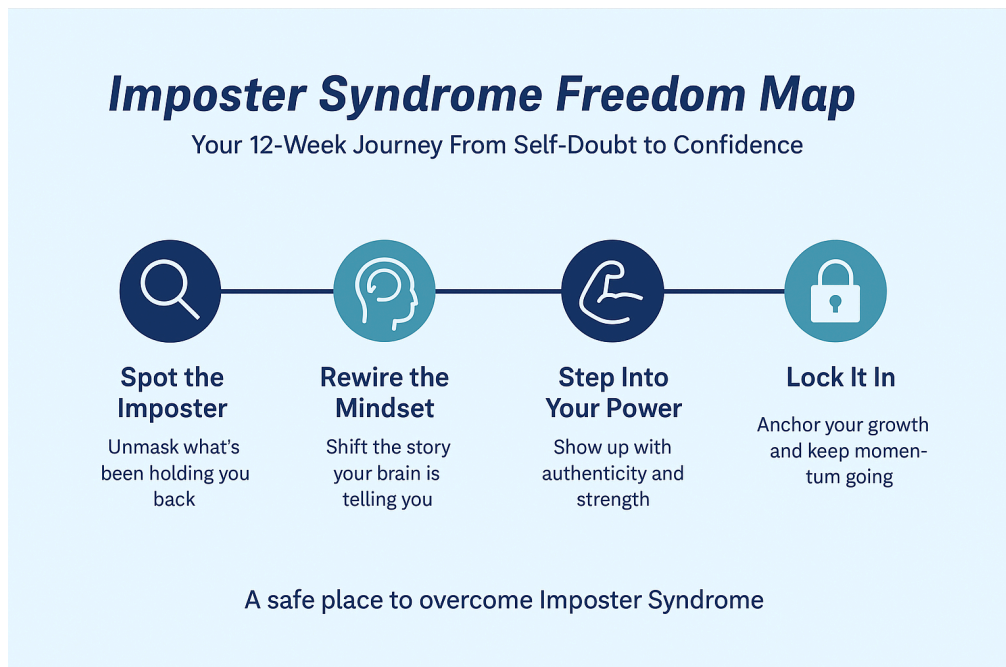 Imposter Syndrome Freedom Map
Your 12-Week Journey From Self-Doubt to Confidence
Spot the
Imposter
Unmask what's
been holding you
back
Rewire the
Mindset
Shift the story
your brain is
telling you
Step Into
Your Power
Show up with
authenticity and
strength
Lock It In
Anchor your growth
and keep momen-
tum going
A safe place to overcome Imposter Syndrome